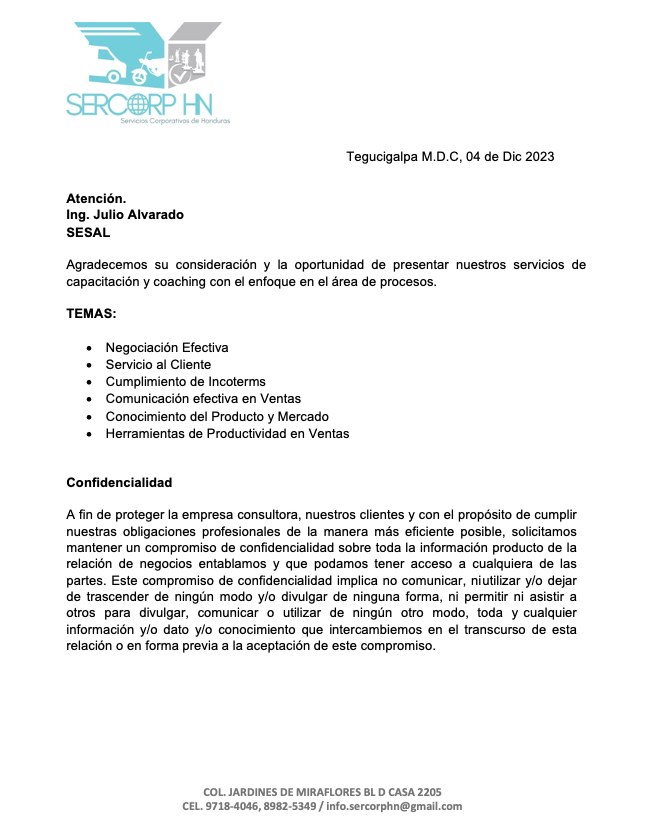 SERCORP HN
Servicios Corporativos de Honduras
Tegucigalpa M.D.C, 04 de Dic 2023
Atención.
Ing. Julio Alvarado
SESAL
Agradecemos su consideración y la oportunidad de presentar nuestros servicios de
capacitación y coaching con el enfoque en el área de procesos.
TEMAS:
• Negociación Efectiva
• Servicio al Cliente
• Cumplimiento de Incoterms
• Comunicación efectiva en Ventas
• Conocimiento del Producto y Mercado
• Herramientas de Productividad en Ventas
Confidencialidad
A fin de proteger la empresa consultora, nuestros clientes y con el propósito de cumplir
nuestras obligaciones profesionales de la manera más eficiente posible, solicitamos
mantener un compromiso de confidencialidad sobre toda la información producto de la
relación de negocios entablamos y que podamos tener acceso a cualquiera de las
partes. Este compromiso de confidencialidad implica no comunicar, ni utilizar y/o dejar
de trascender de ningún modo y/o divulgar de ninguna forma, ni permitir ni asistir a
otros para divulgar, comunicar o utilizar de ningún otro modo, toda y cualquier
información y/o dato y/o conocimiento que intercambiemos en el transcurso de esta
relación o en forma previa a la aceptación de este compromiso.
COL. JARDINES DE MIRAFLORES BL D CASA 2205
CEL. 9718-4046, 8982-5349 / info.sercorphn@gmail.com